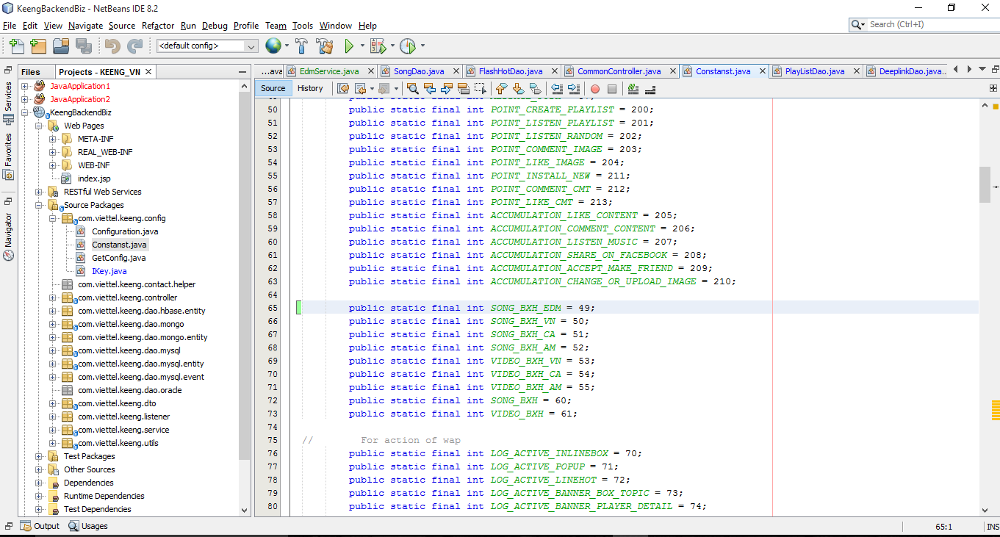 KeengBackendBiz - NetBeans IDE 8.2
File Edit View Navigate Source Refactor Run Debug Profile Team Tools Window Help
Search (Ctrl+I)
<default config>
Files
Projects - KEENG_VN
...ava
EdmService.java
SongDao.java
FlashHotDao.java
CommonController.java
Constanst.java
PlayListDao.java
DeeplinkDao.java...
Services
Favorites
Navigator
JavaApplication1
JavaApplication2
KeengBackendBiz
Web Pages
META-INF
REAL_WEB-INF
WEB-INF
index.jsp
RESTful Web Services
Source Packages
com.viettel.keeng.config
Configuration.java
Constanst.java
GetConfig.java
IKey.java
com.viettel.keeng.contact.helper
com.viettel.keeng.controller
com.viettel.keeng.dao.hbase.entity
com.viettel.keeng.dao.mongo
com.viettel.keeng.dao.mongo.entity
com.viettel.keeng.dao.mysql
com.viettel.keeng.dao.mysql.entity
com.viettel.keeng.dao.mysql.event
com.viettel.keeng.dao.oracle
com.viettel.keeng.dto
com.viettel.keeng.listener
com.viettel.keeng.service
com.viettel.keeng.utils
Test Packages
Other Sources
Dependencies
Runtime Dependencies
Test Dependencies
Source History
50 public static final int POINT_CREATE_PLAYLIST = 200;
51 public static final int POINT_LISTEN_PLAYLIST = 201;
52 public static final int POINT_LISTEN_RANDOM = 202;
53 public static final int POINT_COMMENT_IMAGE = 203;
54 public static final int POINT_LIKE_IMAGE = 204;
55 public static final int POINT_INSTALL_NEW = 211;
56 public static final int POINT_COMMENT_CMT = 212;
57 public static final int POINT_LIKE_CMT = 213;
58 public static final int ACCUMULATION_LIKE_CONTENT = 205;
59 public static final int ACCUMULATION_COMMENT_CONTENT = 206;
60 public static final int ACCUMULATION_LISTEN_MUSIC = 207;
61 public static final int ACCUMULATION_SHARE_ON_FACEBOOK = 208;
62 public static final int ACCUMULATION_ACCEPT_MAKE_FRIEND = 209;
63 public static final int ACCUMULATION_CHANGE_OR_UPLOAD_IMAGE = 210;
64
65 public static final int SONG_BXH_EDM = 49;
66 public static final int SONG_BXH_VN = 50;
67 public static final int SONG_BXH_CA = 51;
68 public static final int SONG_BXH_AM = 52;
69 public static final int VIDEO_BXH_VN = 53;
70 public static final int VIDEO_BXH_CA = 54;
71 public static final int VIDEO_BXH_AM = 55;
72 public static final int SONG_BXH = 60;
73 public static final int VIDEO_BXH = 61;
74
75 // For action of wap
76 public static final int LOG_ACTIVE_INLINEBOX = 70;
77 public static final int LOG_ACTIVE_POPUP = 71;
78 public static final int LOG_ACTIVE_LINEHOT = 72;
79 public static final int LOG_ACTIVE_BANNER_BOX_TOPIC = 73;
80 public static final int LOG_ACTIVE_BANNER_PLAYER_DETAIL = 74;
Output Usages
65:1 INS